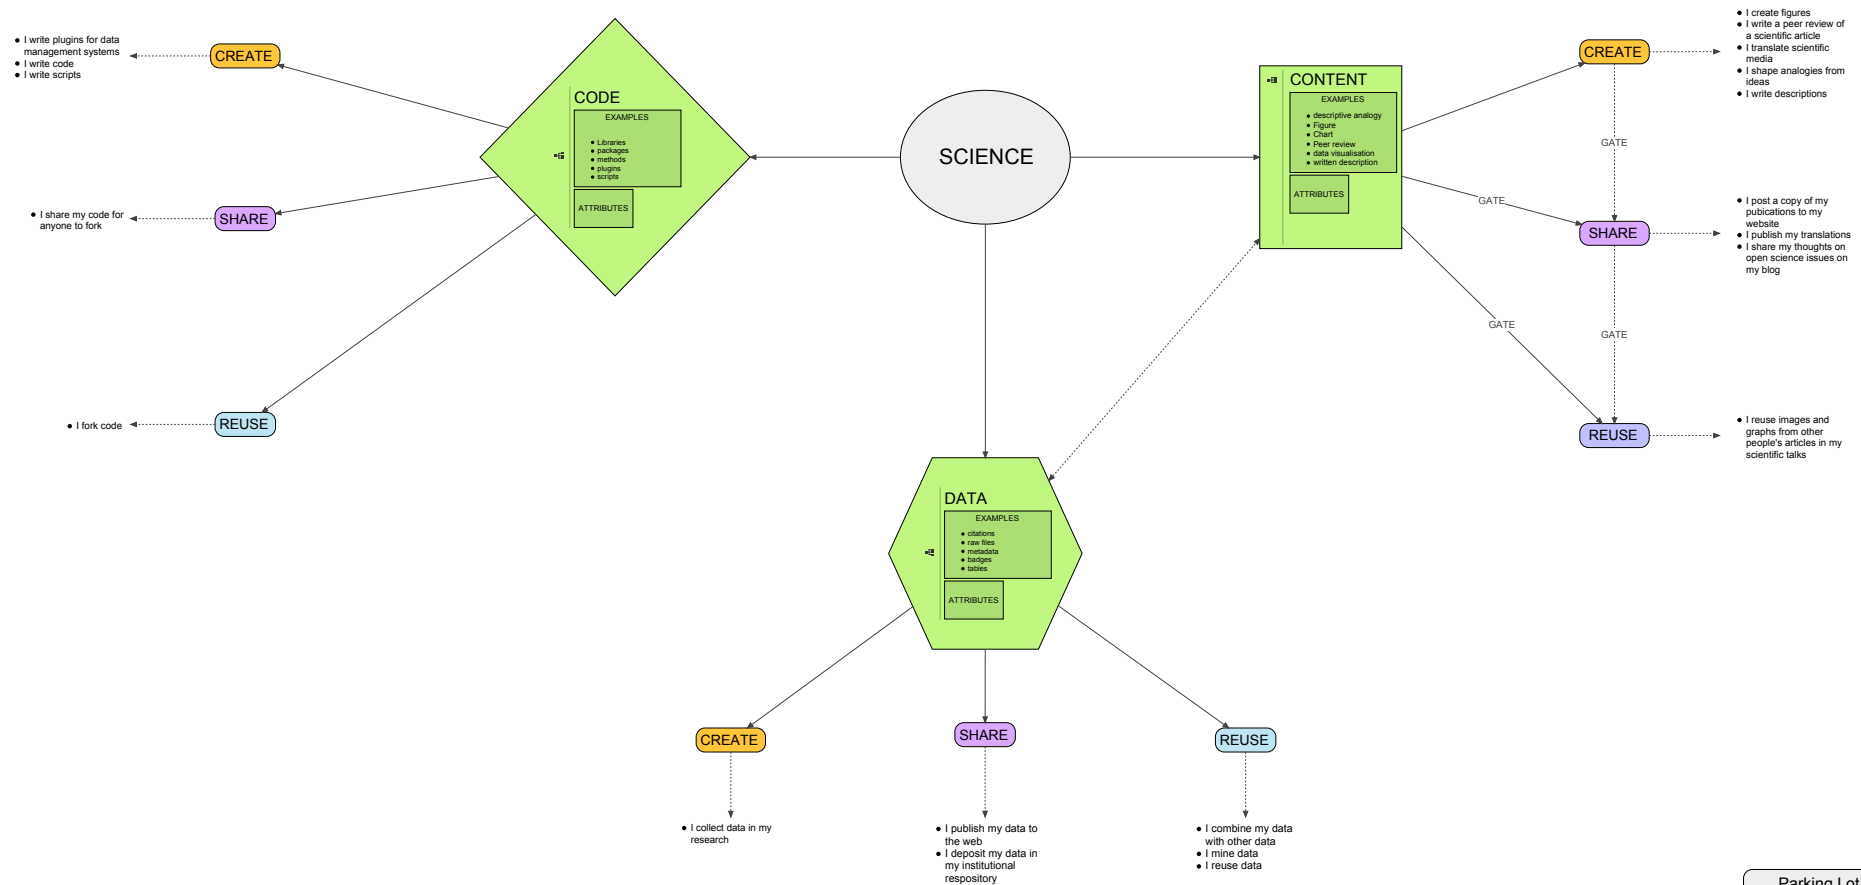 I write plugins for data
management systems
I write code
I write scripts
CREATE
I share my code for
anyone to fork
SHARE
I fork code
REUSE
CODE
EXAMPLES
Libraries
packages
methods
plugins
scripts
ATTRIBUTES
SCIENCE
CONTENT
EXAMPLES
descriptive analogy
Figure
Chart
Peer review
data visualisation
written description
ATTRIBUTES
CREATE
I create figures
I write a peer review of
a scientific article
I translate scientific
media
I shape analogies from
ideas
I write descriptions
GATE
GATE
SHARE
I post a copy of my
pubications to my
website
I publish my translations
I share my thoughts on
open science issues on
my blog
GATE
GATE
REUSE
I reuse images and
graphs from other
people's articles in my
scientific talks
DATA
EXAMPLES
citations
raw files
metadata
badges
tables
ATTRIBUTES
CREATE
I collect data in my
research
SHARE
I publish my data to
the web
I deposit my data in
my institutional
respository
REUSE
I combine my data
with other data
I mine data
I reuse data
Parking Lot